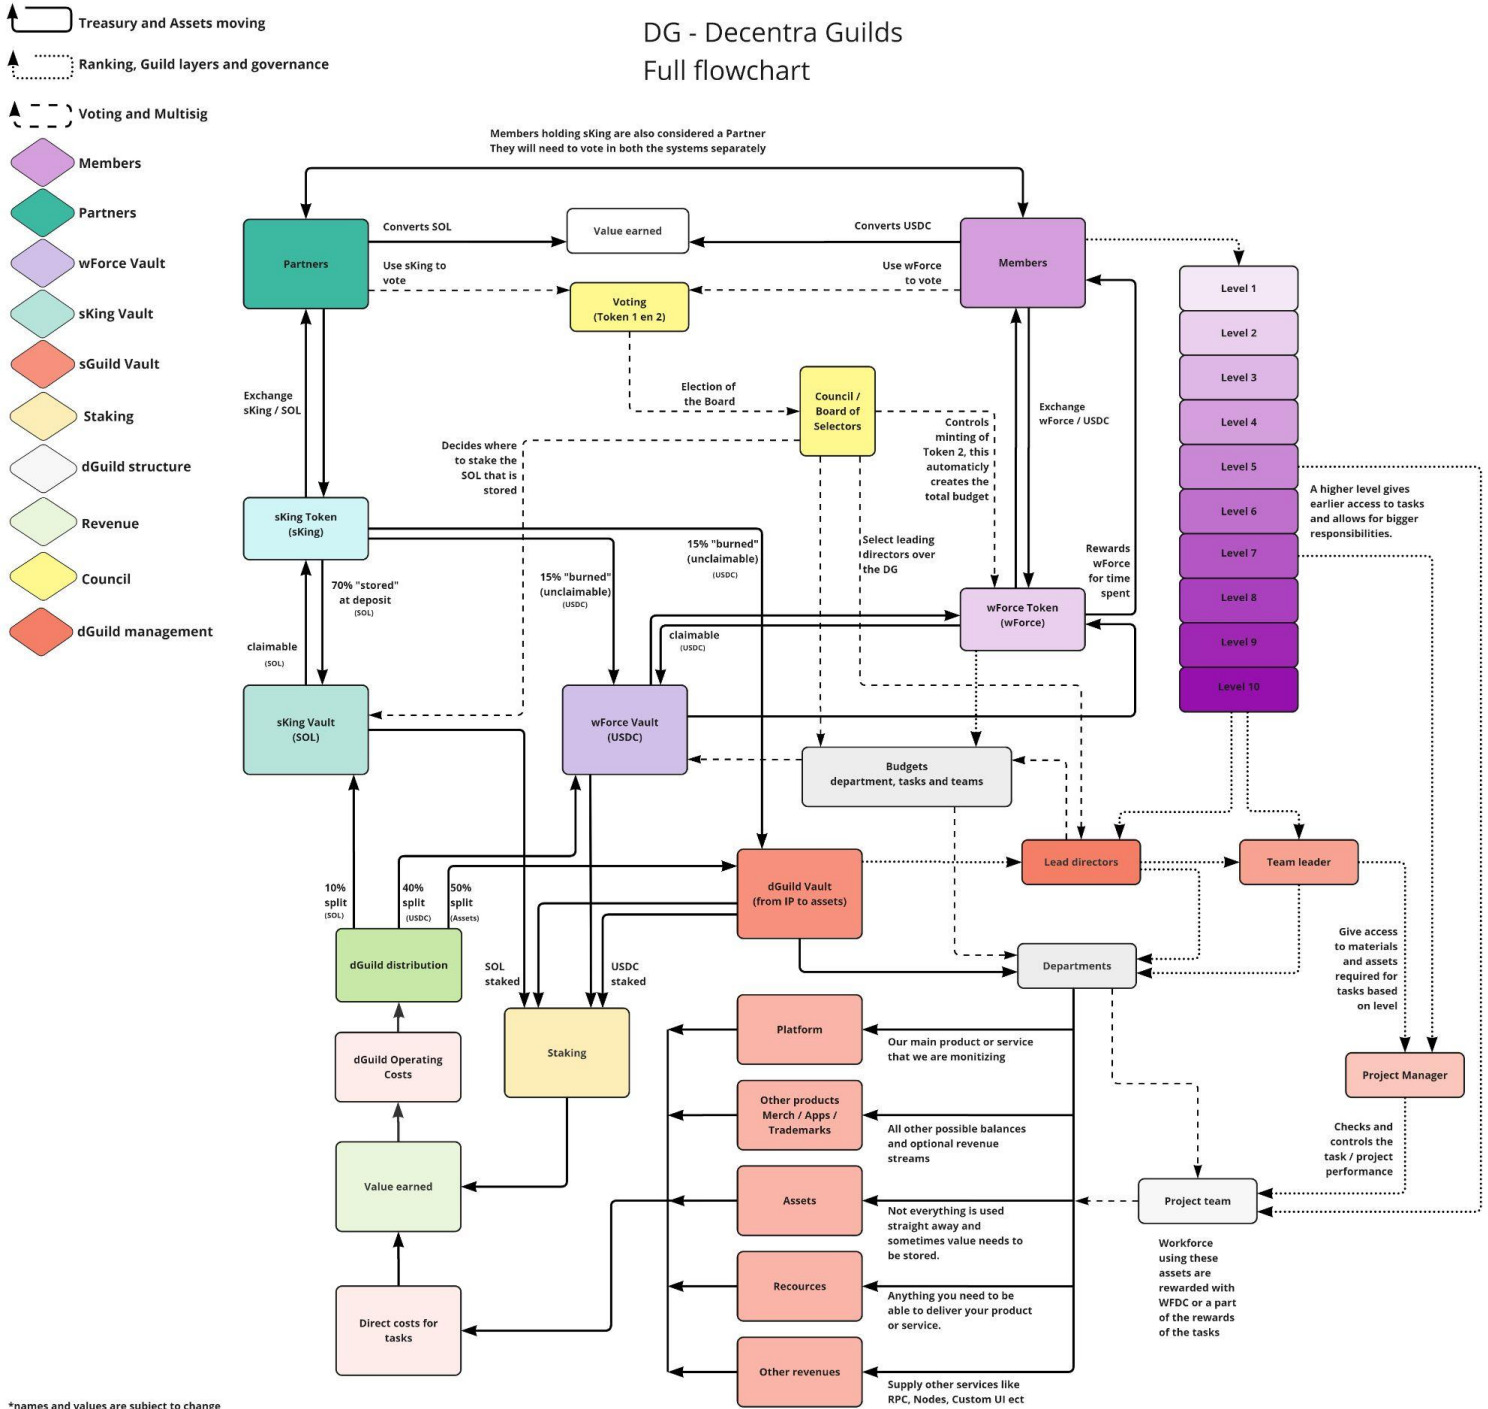 Treasury and Assets moving
Ranking, Guild layers and governance
Voting and Multisig
Members
Partners
wForce Vault
sKing Vault
sGuild Vault
Staking
dGuild structure
Revenue
Council
dGuild management
DG - Decentra Guilds
Full flowchart
Members holding sKing are also considered a Partner
They will need to vote in both the systems separately
Partners
Converts SOL
Value earned
Converts USDC
Members
Use sKing to
vote
Use wForce
to vote
Voting
(Token 1 en 2)
Level 1
Level 2
Level 3
Level 4
Level 5
Level 6
Level 7
Level 8
Level 9
Level 10
A higher level gives
earlier access to tasks
and allows for bigger
responsibilities.
Exchange
sKing / SOL
Election of
the Board
Council /
Board of
Selectors
Controls
minting of
Token 2, this
automaticly
creates the
total budget
Exchange
wForce / USDC
Decides where
to stake the
SOL that is
stored
sKing Token
(sKing)
15% "burned"
(unclaimable)
(USDC)
15% "burned"
(unclaimable)
(USDC)
Select leading
directors over
the DG
Rewards
wForce
for time
spent
70% "stored"
at deposit
(SOL)
claimable
(SOL)
wForce Token
(wForce)
claimable
(USDC)
sKing Vault
(SOL)
wForce Vault
(USDC)
Budgets
department, tasks and teams
10%
split
(SOL)
40%
split
(USDC)
50%
split
(Assets)
dGuild Vault
(from IP to assets)
Lead directors
Team leader
dGuild distribution
SOL
staked
USDC
staked
Departments
Give access
to materials
and assets
required for
tasks based
on level
dGuild Operating
Costs
Staking
Platform
Our main product or service
that we are monitizing
Project Manager
Other products
Merch / Apps /
Trademarks
All other possible balances
and optional revenue
streams
Checks and
controls the
task / project
performance
Value earned
Assets
Not everything is used
straight away and
sometimes value needs to
be stored.
Project team
Workforce
using these
assets are
rewarded with
WFDC or a part
of the rewards
of the tasks
Recources
Anything you need to be
able to deliver your product
or service.
Direct costs for
tasks
Other revenues
Supply other services like
RPC, Nodes, Custom UI ect
*names and values are subject to change